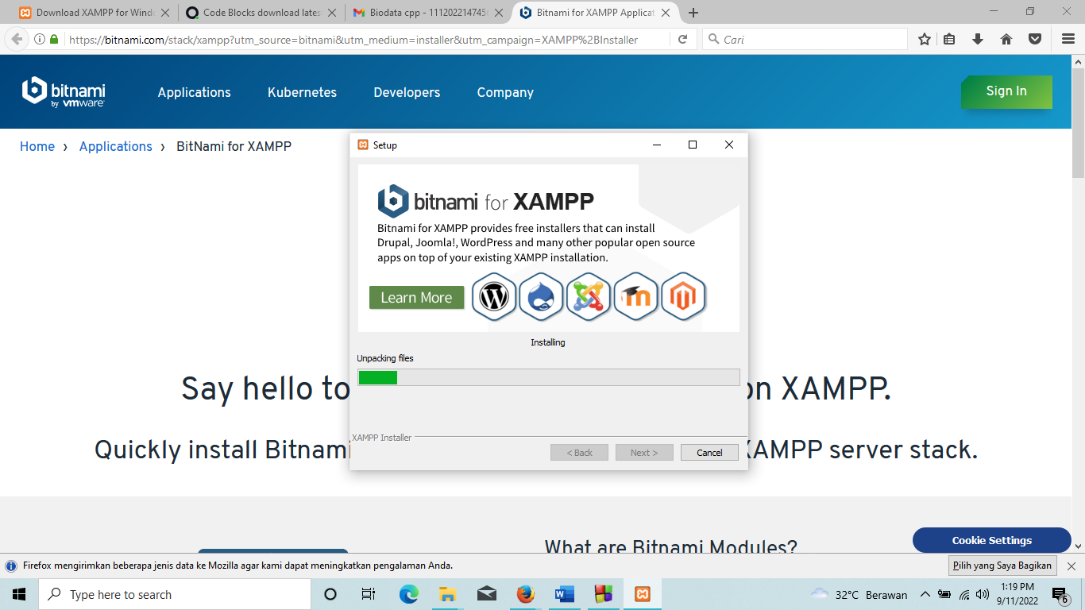 Download XAMPP for Wind
Code Blocks download lates
Biodata cpp - 111202214745
Bitnami for XAMPP Applicat
https://bitnami.com/stack/xampp?utm_source=bitnami&utm_medium=installer&utm_campaign=XAMPP%2BInstaller
Cari
bitnami
by vmware
Applications
Kubernetes
Developers
Company
Sign In
Home > Applications > BitNami for XAMPP
Setup
bitnami for XAMPP
Bitnami for XAMPP provides free installers that can install
Drupal, Joomla!, WordPress and many other popular open source
apps on top of your existing XAMPP installation.
Learn More
Installing
Unpacking files
XAMPP Installer
< Back
Next >
Cancel
Say hello to on XAMPP.
Quickly install Bitnami XAMPP server stack.
What are Bitnami Modules?
Cookie Settings
Firefox mengirimkan beberapa jenis data ke Mozilla agar kami dapat meningkatkan pengalaman Anda.
Pilih yang Saya Bagikan
Type here to search
32°C Berawan
1:19 PM
9/11/2022
6